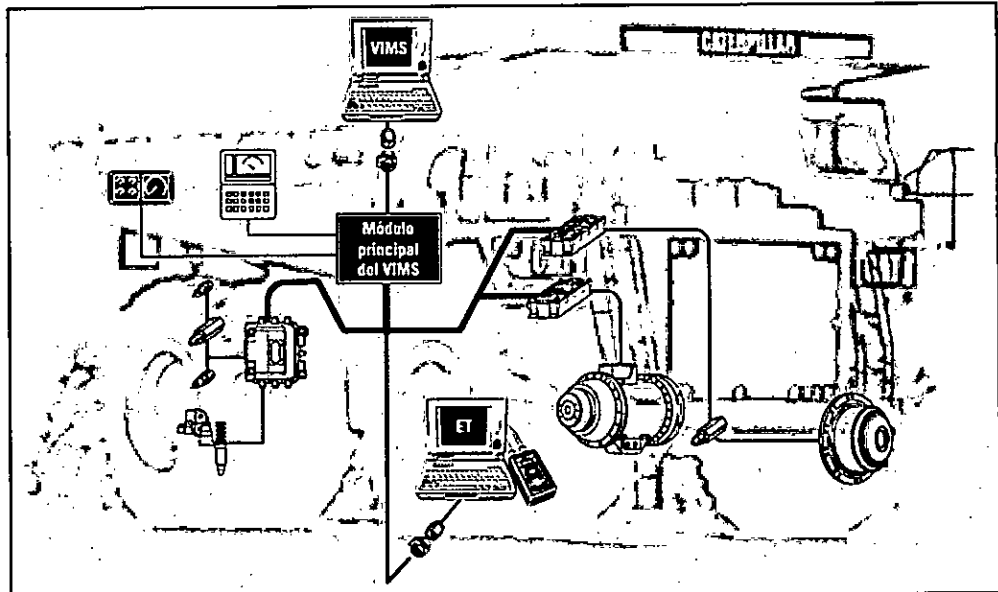 VIMS
CATERPILLAR
Módulo
principal
del VIMS
ET